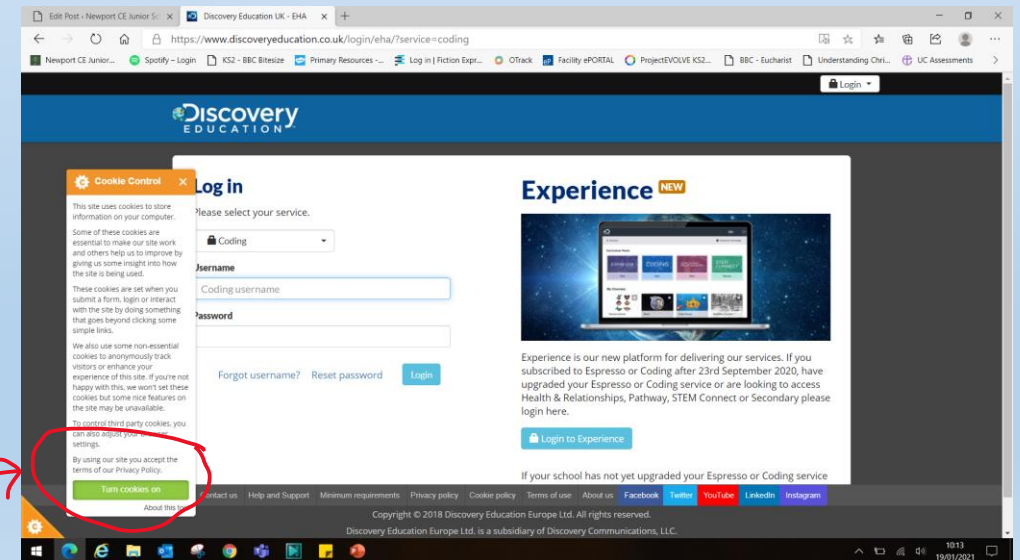 Edit Post ‹ Newport CE Junior Sc
Discovery Education UK - EHA
https://www.discoveryeducation.co.uk/login/eha/?service=coding
Newport CE Junior...
Spotify – Login
KS2 - BBC Bitesize
Primary Resources -...
Log in | Fiction Expr...
OTrack
Facility ePORTAL
ProjectEVOLVE KS2...
BBC - Eucharist
Understanding Chri...
UC Assessments
Login
Discovery
EDUCATION
Cookie Control
This site uses cookies to store
information on your computer.
Some of these cookies are
essential to make our site work
and others help us to improve by
giving us some insight into how
the site is being used.
These cookies are set when you
submit a form, login or interact
with the site by doing something
that goes beyond clicking some
simple links.
We also use some non-essential
cookies to anonymously track
visitors or enhance your
experience of this site. If you're not
happy with this, we won't set these
cookies but some nice features on
the site may be unavailable.
To control third party cookies, you
can also adjust your browser
settings.
By using our site you accept the
terms of our Privacy Policy.
Turn cookies on
About this
Log in
Please select your service.
Coding
Username
Coding username
Password
Forgot username?
Reset password
Login
Experience NEW
Experience is our new platform for delivering our services. If you
subscribed to Espresso or Coding after 23rd September 2020, have
upgraded your Espresso or Coding service or are looking to access
Health & Relationships, Pathway, STEM Connect or Secondary please
login here.
Login to Experience
If your school has not yet upgraded your Espresso or Coding service
Contact us
Help and Support
Minimum requirements
Privacy policy
Cookie policy
Terms of use
About us
Facebook
Twitter
YouTube
LinkedIn
Instagram
Copyright © 2018 Discovery Education Europe Ltd. All rights reserved.
Discovery Education Europe Ltd. is a subsidiary of Discovery Communications, LLC.
10:13
19/01/2021